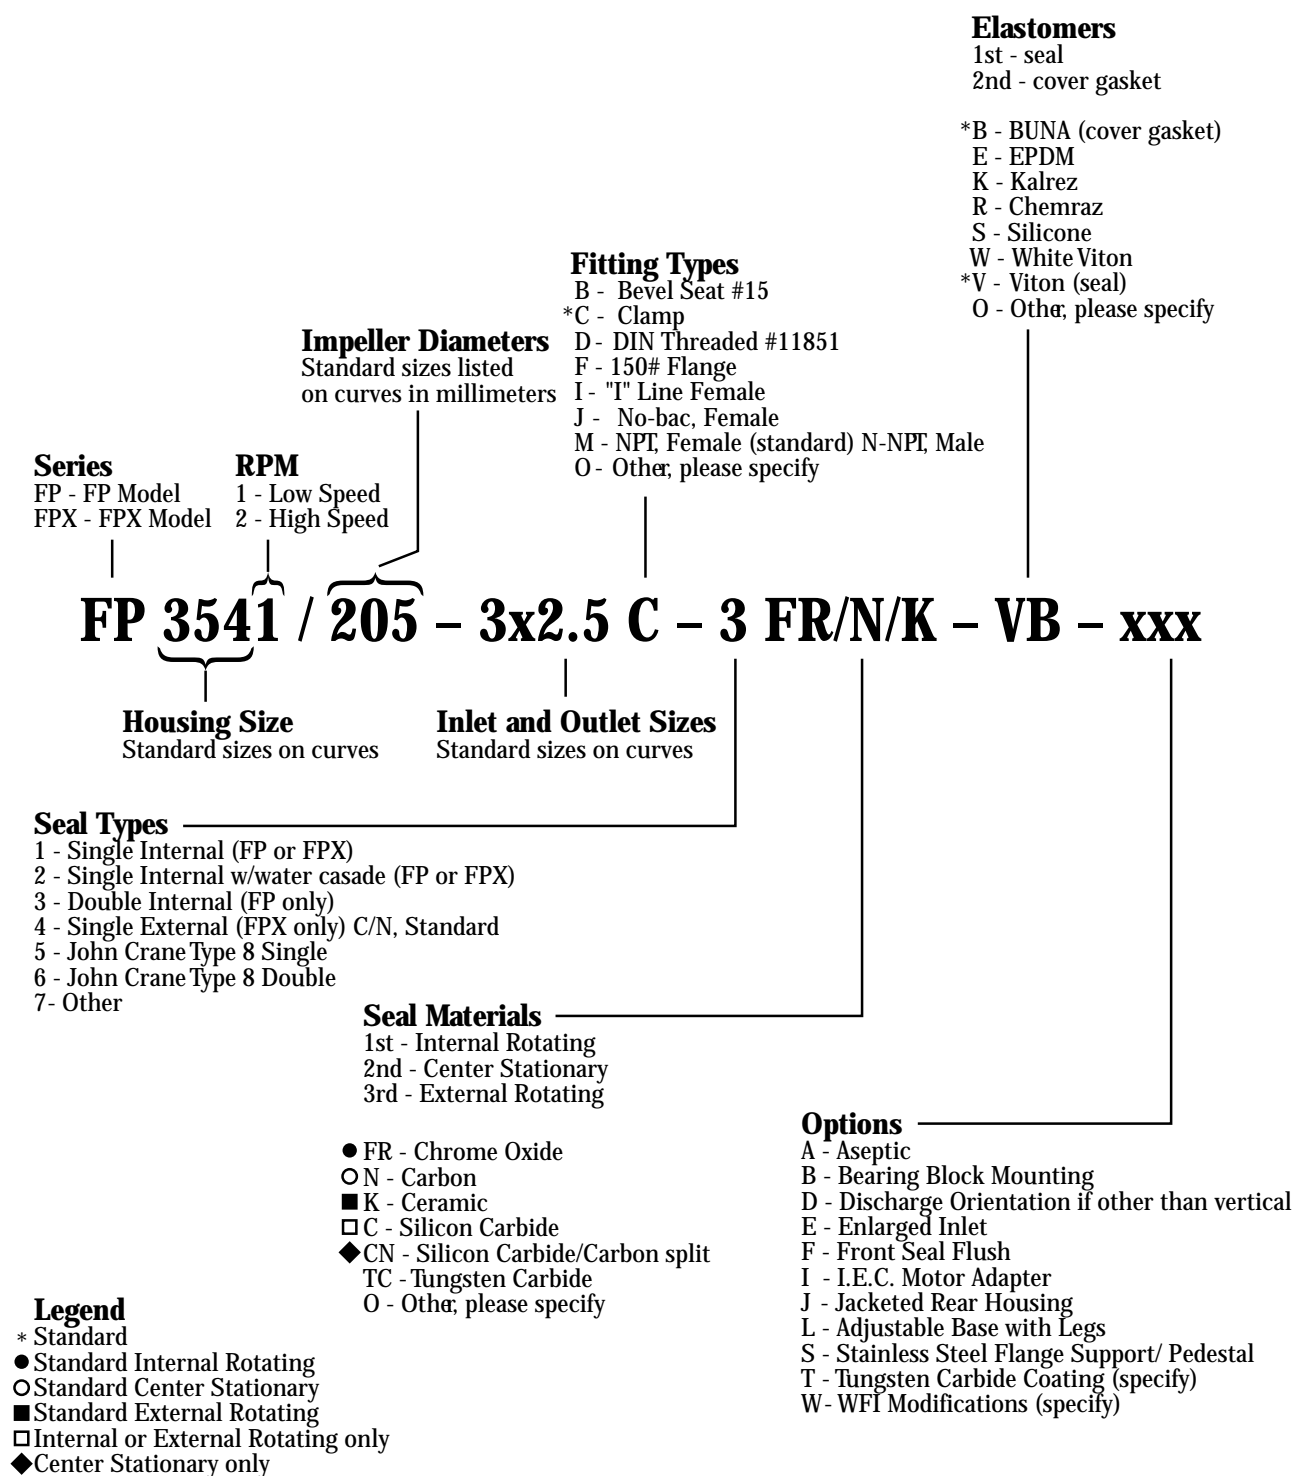 Elastomers
1st - seal
2nd - cover gasket
*B - BUNA (cover gasket)
E - EPDM
K - Kalrez
R - Chemraz
S - Silicone
W - White Viton
*V - Viton (seal)
O - Other, please specify
Fitting Types
B - Bevel Seat #15
*C - Clamp
D - DIN Threaded #11851
F - 150# Flange
I - "I" Line Female
J - No-bac, Female
M - NPT, Female (standard) N-NPT, Male
O - Other, please specify
Impeller Diameters
Standard sizes listed
on curves in millimeters
Series
FP - FP Model
FPX - FPX Model
RPM
1 - Low Speed
2 - High Speed
FP 3541 / 205 – 3x2.5 C – 3 FR/N/K – VB – xxx
Housing Size
Standard sizes on curves
Inlet and Outlet Sizes
Standard sizes on curves
Seal Types
1 - Single Internal (FP or FPX)
2 - Single Internal w/water casade (FP or FPX)
3 - Double Internal (FP only)
4 - Single External (FPX only) C/N, Standard
5 - John Crane Type 8 Single
6 - John Crane Type 8 Double
7- Other
Seal Materials
1st - Internal Rotating
2nd - Center Stationary
3rd - External Rotating
● FR - Chrome Oxide
○ N - Carbon
■ K - Ceramic
□ C - Silicon Carbide
◆ CN - Silicon Carbide/Carbon split
TC - Tungsten Carbide
O - Other, please specify
Options
A - Aseptic
B - Bearing Block Mounting
D - Discharge Orientation if other than vertical
E - Enlarged Inlet
F - Front Seal Flush
I - I.E.C. Motor Adapter
J - Jacketed Rear Housing
L - Adjustable Base with Legs
S - Stainless Steel Flange Support/ Pedestal
T - Tungsten Carbide Coating (specify)
W- WFI Modifications (specify)
Legend
* Standard
● Standard Internal Rotating
○ Standard Center Stationary
■ Standard External Rotating
□ Internal or External Rotating only
◆ Center Stationary only